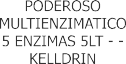 PODEROSO
MULTIENZIMATICO
5 ENZIMAS 5LT - -
KELLDRIN